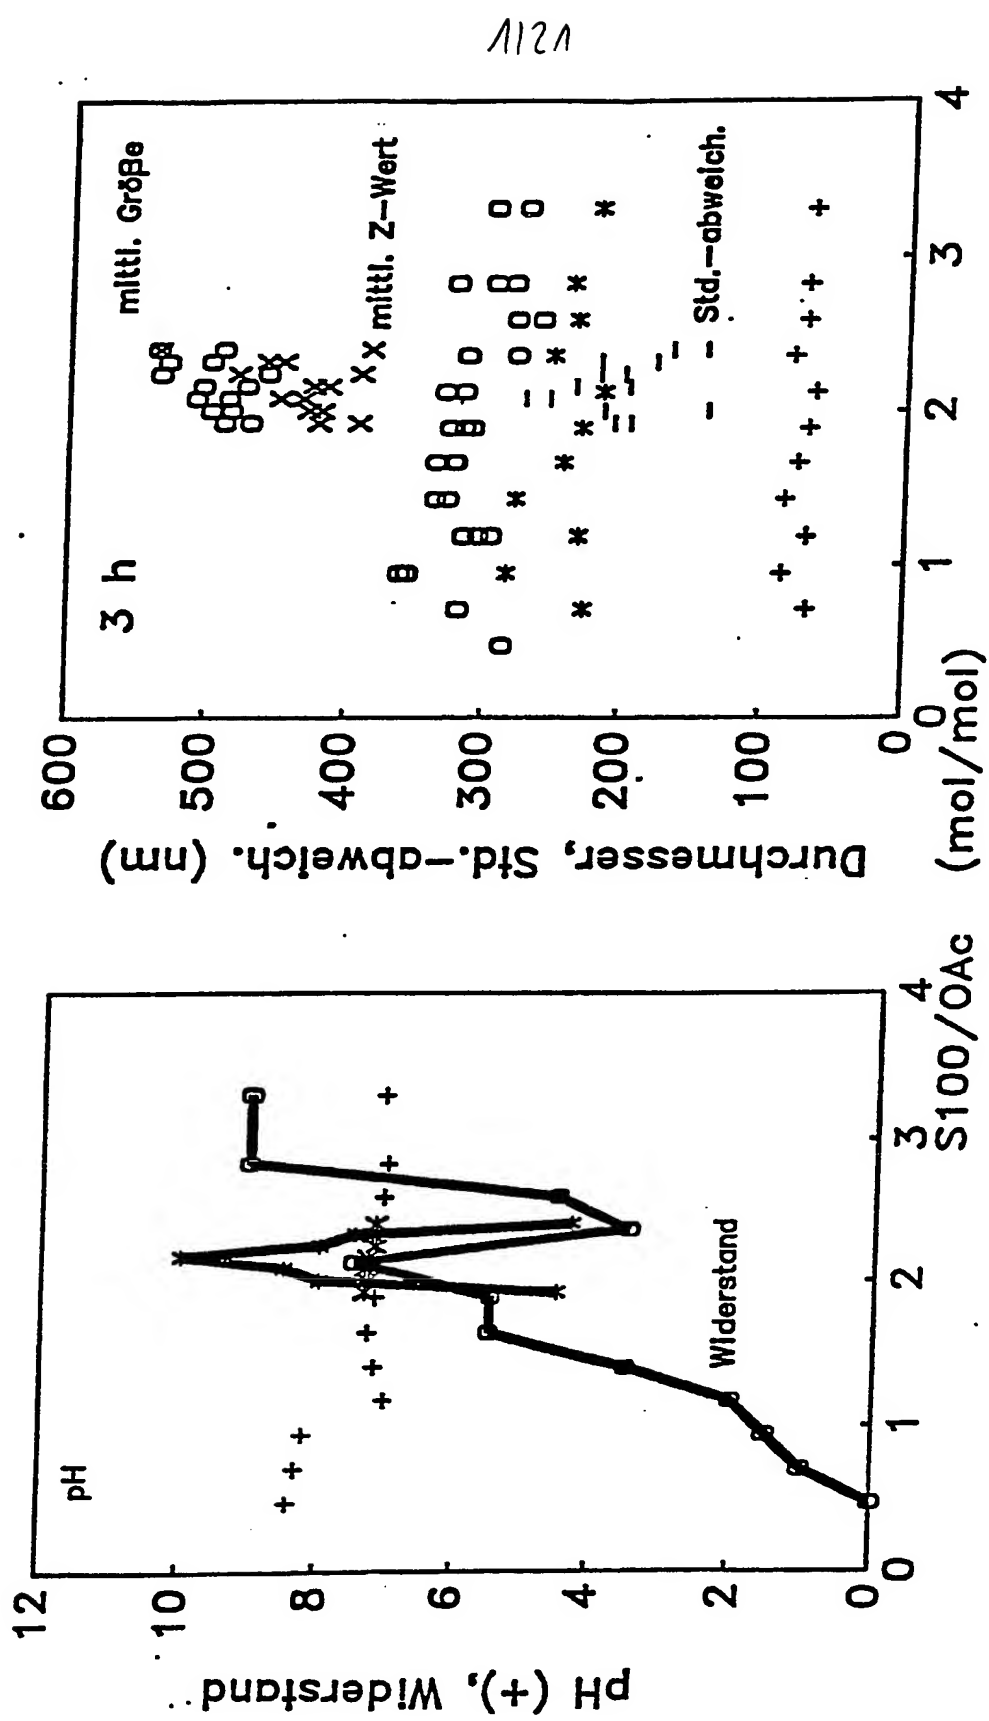 1/21
12
10
8
6
4
2
0
pH (+), Widerstand
pH
Widerstand
0
1
2
3
4
600
500
400
300
200
100
0
Durchmesser, Std.-abweich. (nm)
3 h
mittl. Größe
mittl. Z-Wert
Std.-abweich.
0
1
2
3
4
S100/OAc (mol/mol)